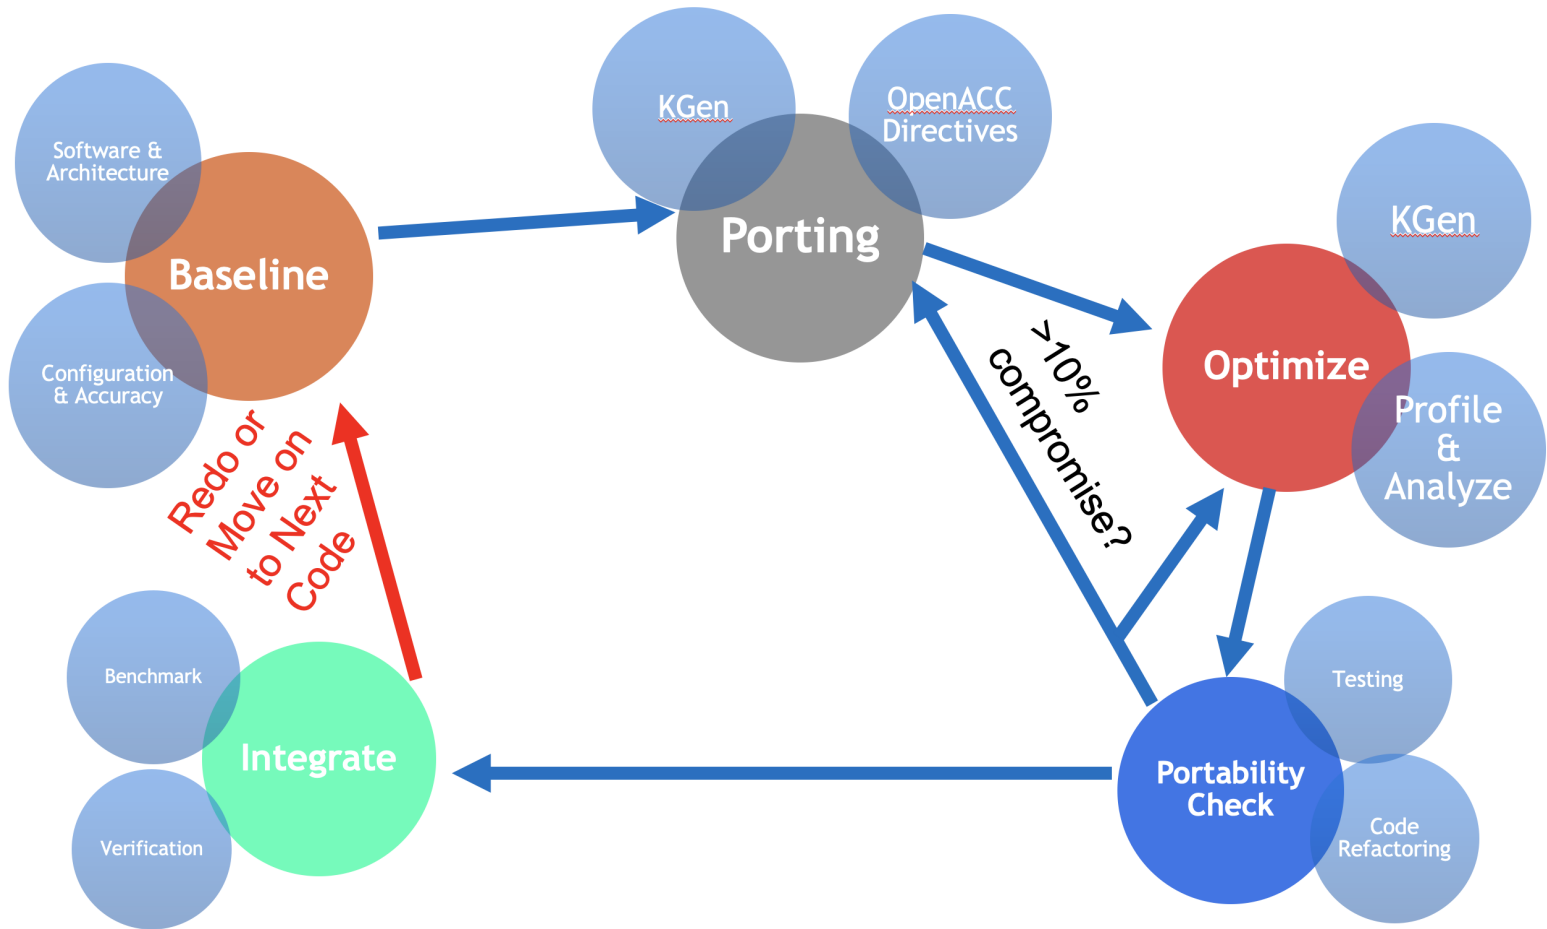 KGen
OpenACC
Directives
Software &
Architecture
Baseline
Porting
KGen
Configuration
& Accuracy
Optimize
Profile
&
Analyze
>10%
compromise?
Redo or
Move on
to Next
Code
Benchmark
Integrate
Verification
Testing
Portability
Check
Code
Refactoring